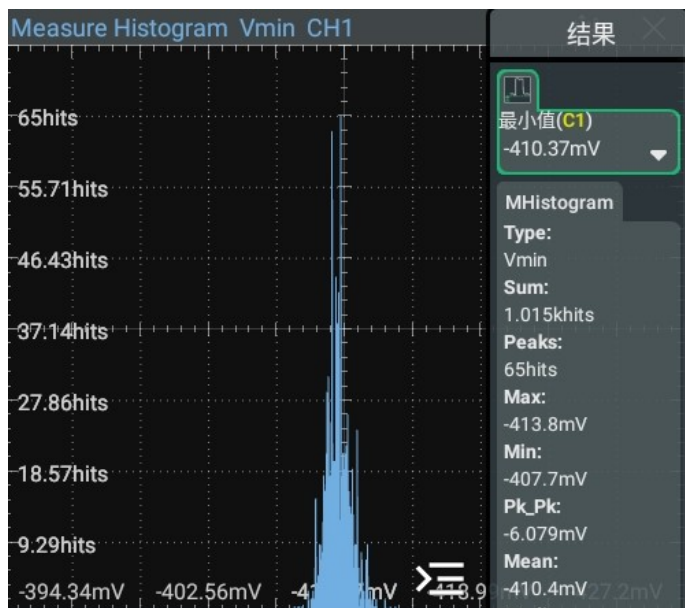 Measure Histogram Vmin CH1
结果
65hits
55.71hits
46.43hits
37.14hits
27.86hits
18.57hits
9.29hits
-394.34mV
-402.56mV
最小值(C1)
-410.37mV
MHistogram
Type:
Vmin
Sum:
1.015khits
Peaks:
65hits
Max:
-413.8mV
Min:
-407.7mV
Pk_Pk:
-6.079mV
Mean:
-410.4mV